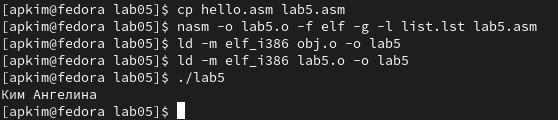 [apkim@fedora lab05]$ cp hello.asm lab5.asm
[apkim@fedora lab05]$ nasm -o lab5.o -f elf -g -l list.lst lab5.asm
[apkim@fedora lab05]$ ld -m elf_i386 obj.o -o lab5
[apkim@fedora lab05]$ ld -m elf_i386 lab5.o -o lab5
[apkim@fedora lab05]$ ./lab5
Ким Ангелина
[apkim@fedora lab05]$